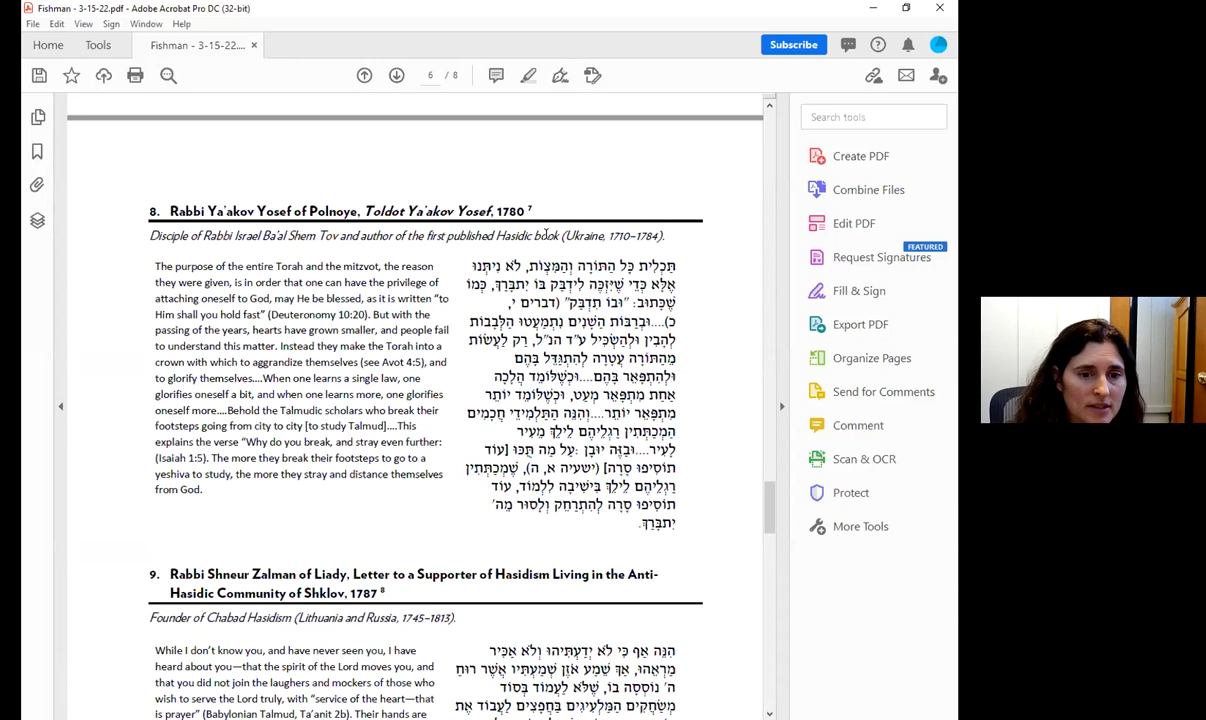 Fishman - 3-15-22.pdf - Adobe Acrobat Pro DC (32-bit)
File Edit View Sign Window Help
Home Tools Fishman - 3-15-22.... × Subscribe
6 / 8
Search tools
Create PDF
Combine Files
Edit PDF
FEATURED
Request Signatures
Fill & Sign
Export PDF
Organize Pages
Send for Comments
Comment
Scan & OCR
Protect
More Tools
8. Rabbi Ya'akov Yosef of Polnoye, Toldot Ya'akov Yosef, 1780 7
Disciple of Rabbi Israel Ba'al Shem Tov and author of the first published Hasidic book (Ukraine, 1710–1784).
The purpose of the entire Torah and the mitzvot, the reason
they were given, is in order that one can have the privilege of
attaching oneself to God, may He be blessed, as it is written "to
Him shall you hold fast" (Deuteronomy 10:20). But with the
passing of the years, hearts have grown smaller, and people fail
to understand this matter. Instead they make the Torah into a
crown with which to aggrandize themselves (see Avot 4:5), and
to glorify themselves....When one learns a single law, one
glorifies oneself a bit, and when one learns more, one glorifies
oneself more....Behold the Talmudic scholars who break their
footsteps going from city to city [to study Talmud]....This
explains the verse "Why do you break, and stray even further:
(Isaiah 1:5). The more they break their footsteps to go to a
yeshiva to study, the more they stray and distance themselves
from God.
תַּכְלִית כָּל הַתּוֹרָה וְהַמִּצְוֹת, לֹא נִיתְּנוּ
אֶלָּא כְּדֵי שֶׁיִּזְכֶּה לִידְבַּק בּוֹ יִתְבָּרַךְ, כְּמוֹ
שֶׁכָּתוּב: "וּבוֹ תִדְבַּק" (דברים י,
כ)....וּבְרַבּוֹת הַשָּׁנִים נִתְמַעֲטוּ הַלְּבָבוֹת
לְהָבִין וּלְהַשְׂכִּיל ע"ד הנ"ל, רַק לַעֲשׂוֹת
מֵהַתּוֹרָה עֲטָרָה לְהִתְגַּדֵּל בָּהֶם
וּלְהִתְפָּאֵר בָּהֶם....וּכְשֶׁלּוֹמֵד הֲלָכָה
אַחַת מִתְפָּאֵר מְעַט, וּכְשֶׁלּוֹמֵד יוֹתֵר
מִתְפָּאֵר יוֹתֵר....וְהִנֵּה הַתַּלְמִידֵי חֲכָמִים
הַמְכַתְּתִין רַגְלֵיהֶם לֵילֵךְ מֵעִיר
לְעִיר....וּבָזֶה יוּבַן :עַל מֶה תֻכּוּ [עוֹד
תּוֹסִיפוּ סָרָה] (ישעיה א, ה), שֶׁמְכַתְּתִין
רַגְלֵיהֶם לֵילֵךְ בִּישִׁיבָה לִלְמוֹד, עוֹד
תּוֹסִיפוּ סָרָה לְהִתְרַחֵק וְלָסוּר מֵה'
יִתְבָּרַךְ.
9. Rabbi Shneur Zalman of Liady, Letter to a Supporter of Hasidism Living in the Anti-
Hasidic Community of Shklov, 1787 8
Founder of Chabad Hasidism (Lithuania and Russia, 1745–1813).
While I don't know you, and have never seen you, I have
heard about you—that the spirit of the Lord moves you, and
that you did not join the laughers and mockers of those who
wish to serve the Lord truly, with "service of the heart—that
is prayer" (Babylonian Talmud, Ta'anit 2b). Their hands are
הִנֵּה אַף כִּי לֹא יְדַעְתִּיהוּ וְלֹא אַכִּיר
מַרְאֵהוּ, אַךְ שֵׁמַע אֹזֶן שְׁמַעְתִּיו אֲשֶׁר רוּחַ
ה' נוֹסְסָה בוֹ, שֶׁלֹּא לַעֲמוֹד בְּסוֹד
מְשַׂחֲקִים הַמַּלְעִיגִים בַּחֲפֵצִים לַעֲבוֹד אֶת